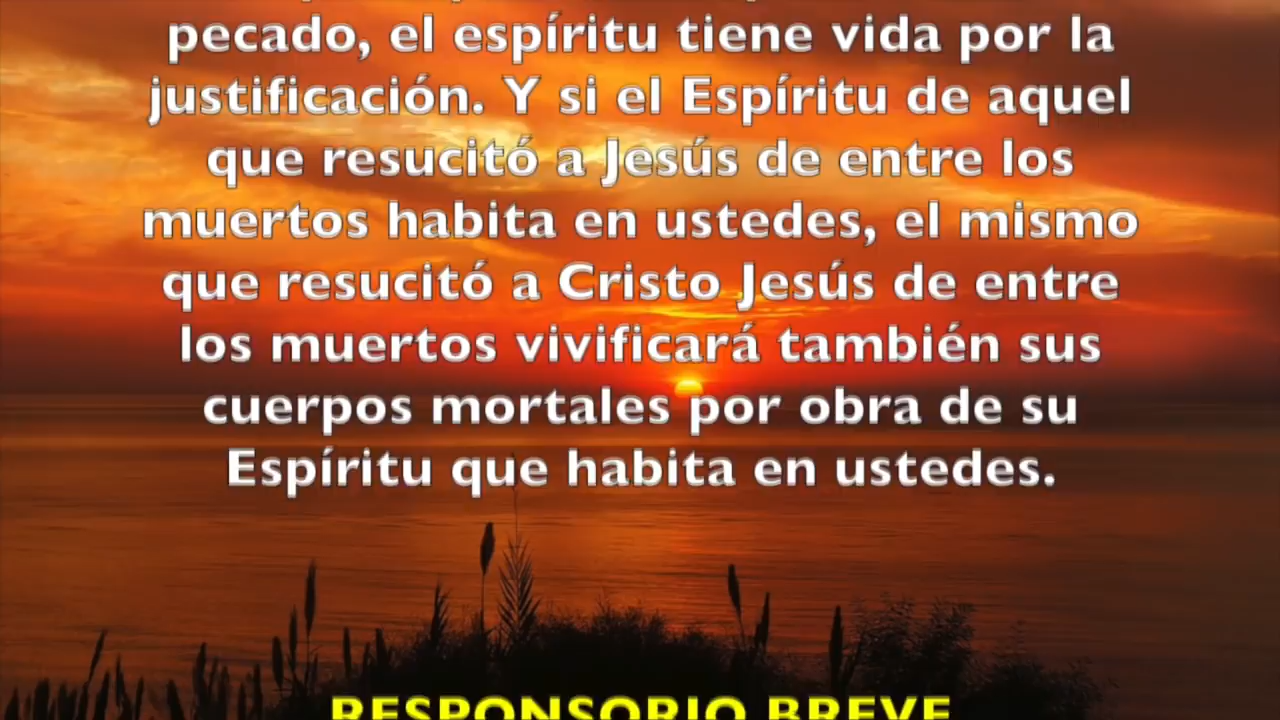 pecado, el espíritu tiene vida por la
justificación. Y si el Espíritu de aquel
que resucitó a Jesús de entre los
muertos habita en ustedes, el mismo
que resucitó a Cristo Jesús de entre
los muertos vivificará también sus
cuerpos mortales por obra de su
Espíritu que habita en ustedes.
RESPONSORIO BREVE